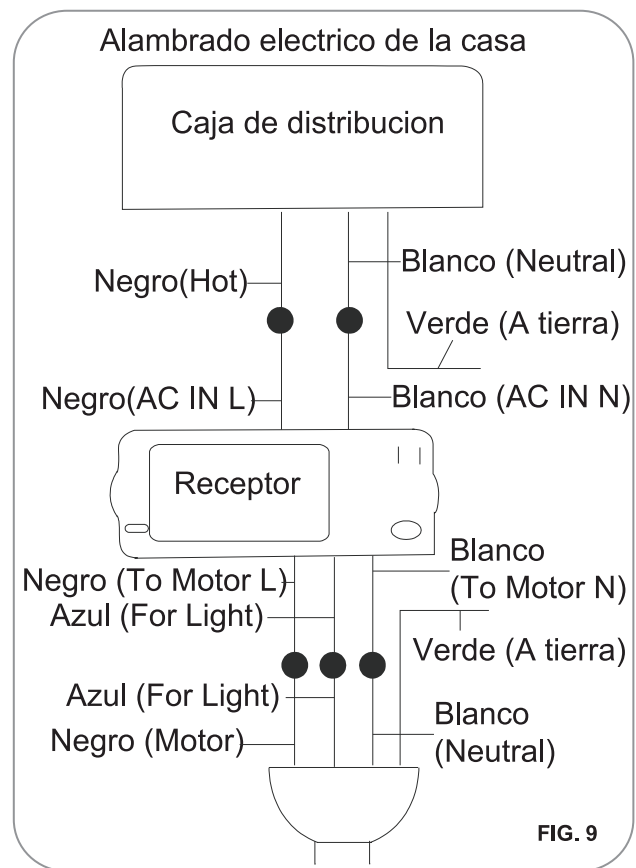 Alambrado electrico de la casa
Caja de distribucion
Negro(Hot)
Blanco (Neutral)
Verde (A tierra)
Negro(AC IN L)
Blanco (AC IN N)
Receptor
Negro (To Motor L)
Blanco
(To Motor N)
Azul (For Light)
Verde (A tierra)
Azul (For Light)
Negro (Motor)
Blanco
(Neutral)
FIG. 9